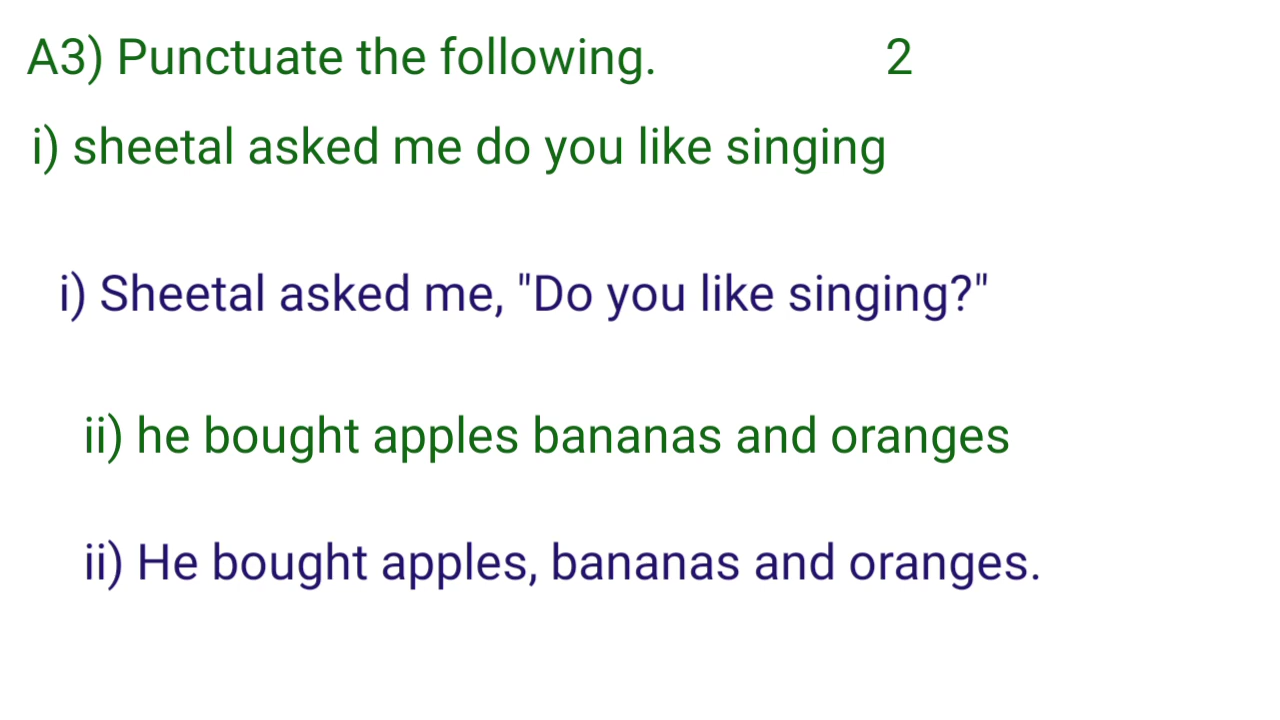 A3) Punctuate the following. 2
i) sheetal asked me do you like singing
i) Sheetal asked me, "Do you like singing?"
ii) he bought apples bananas and oranges
ii) He bought apples, bananas and oranges.